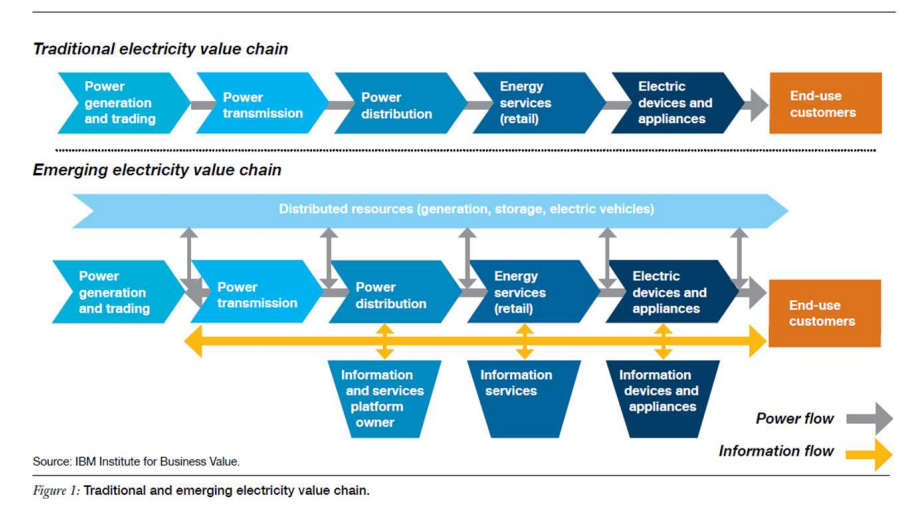 Traditional electricity value chain
Power
generation
and trading
Power
transmission
Power
distribution
Energy
services
(retail)
Electric
devices and
appliances
End-use
customers
Emerging electricity value chain
Distributed resources (generation, storage, electric vehicles)
Power
generation
and trading
Power
transmission
Power
distribution
Energy
services
(retail)
Electric
devices and
appliances
End-use
customers
Information
and services
platform
owner
Information
services
Information
devices and
appliances
Power flow
Information flow
Source: IBM Institute for Business Value.
Figure 1: Traditional and emerging electricity value chain.